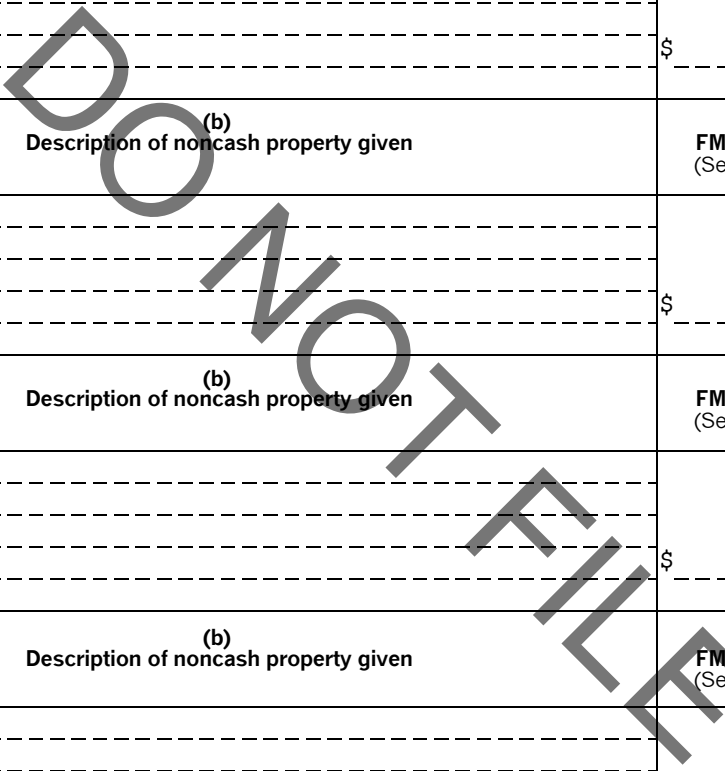 $
(b)
Description of noncash property given
FM
(Se
$
(b)
Description of noncash property given
FM
(Se
$
(b)
Description of noncash property given
FM
(Se
DO NOT FILE